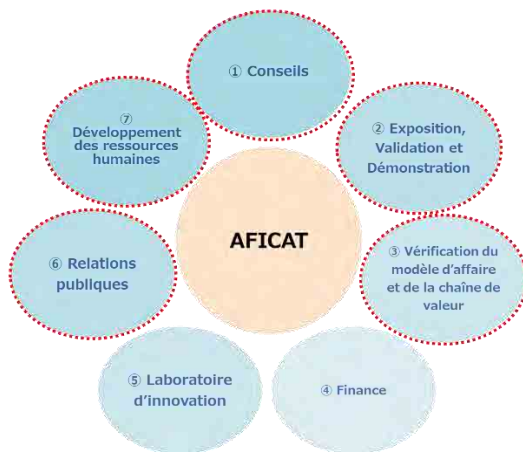 ① Conseils
② Exposition,
Validation et
Démonstration
③ Vérification du
modèle d'affaire
et de la chaîne de
valeur
④ Finance
⑤ Laboratoire
d'innovation
⑥ Relations
publiques
⑦
Développement
des ressources
humaines
AFICAT